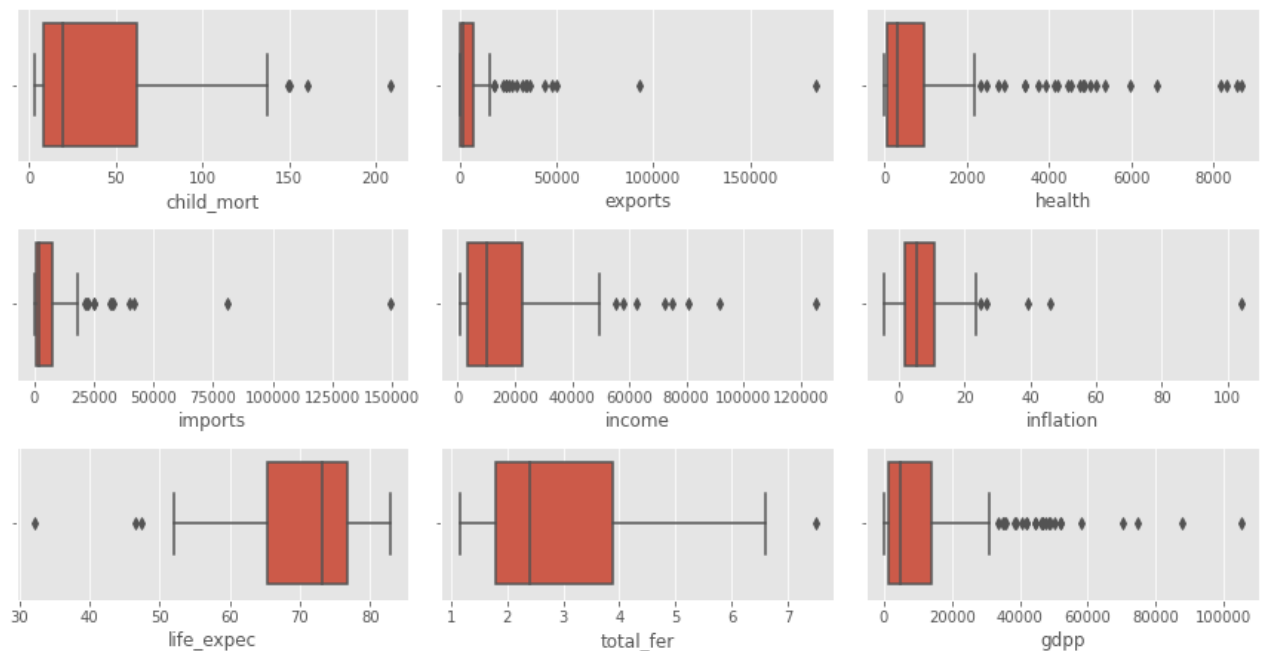 0 50 100 150 200
child_mort
0 50000 100000 150000
exports
0 2000 4000 6000 8000
health
0 25000 50000 75000 100000 125000 150000
imports
0 20000 40000 60000 80000 100000 120000
income
0 20 40 60 80 100
inflation
30 40 50 60 70 80
life_expec
1 2 3 4 5 6 7
total_fer
0 20000 40000 60000 80000 100000
gdpp